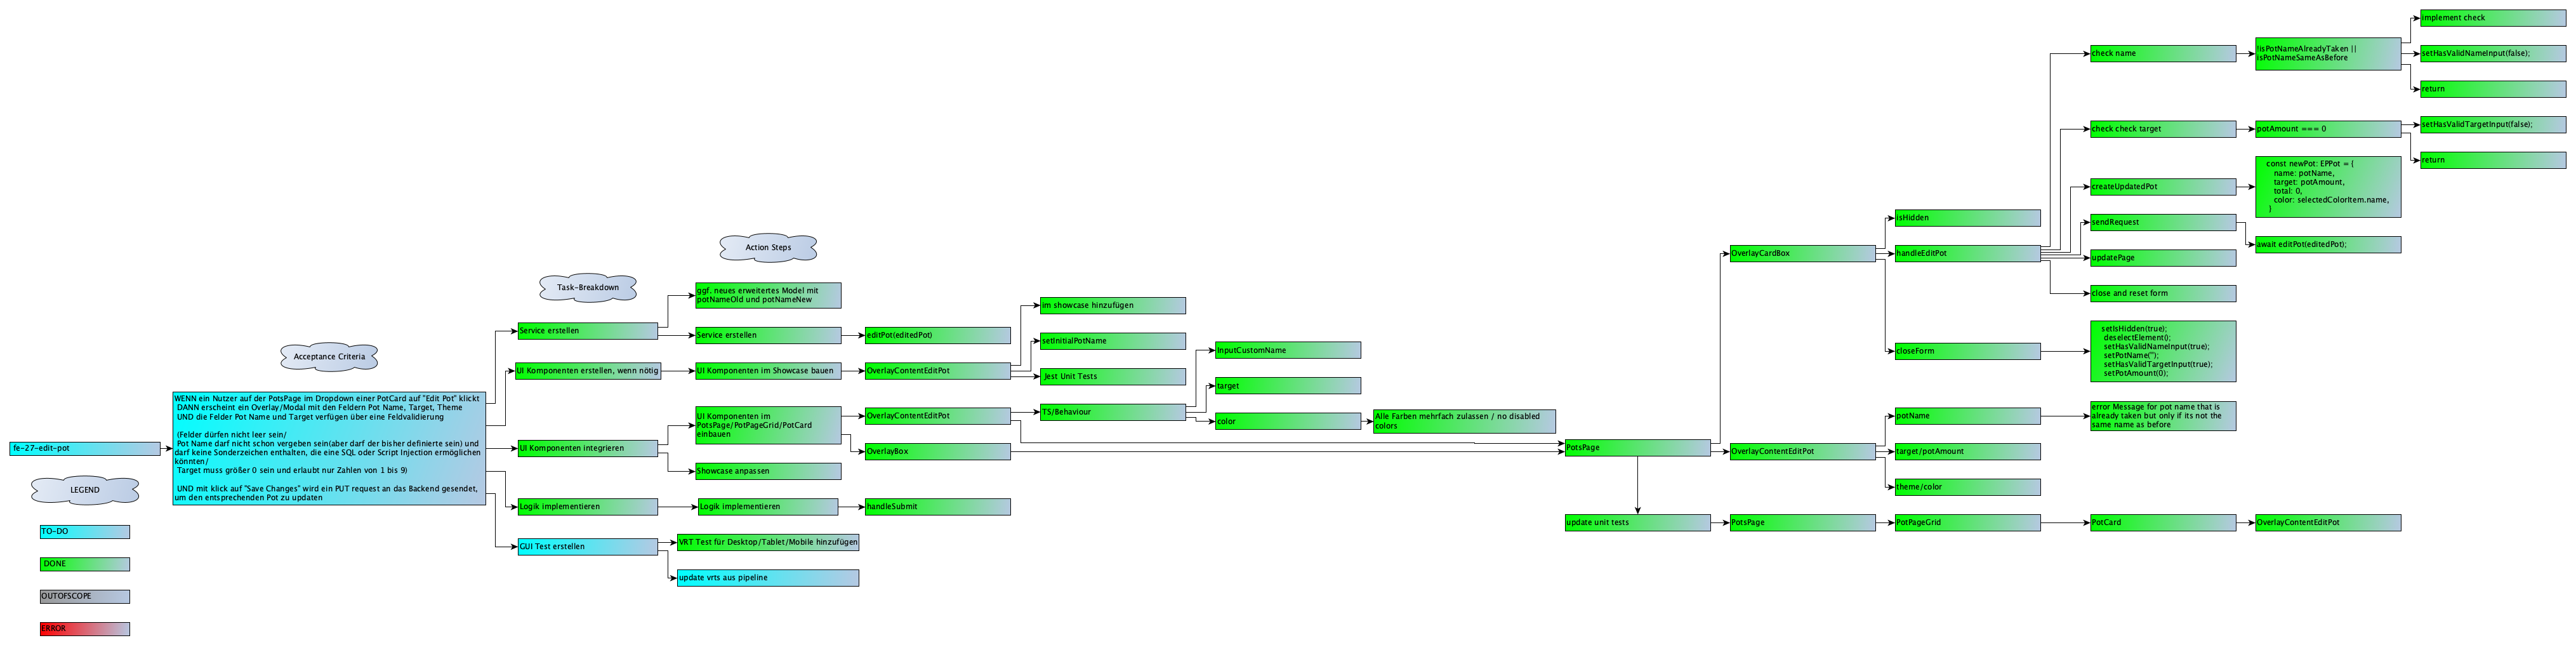 fe-27-edit-pot
LEGEND
TO-DO
DONE
OUTOFSCOPE
ERROR
Acceptance Criteria
WENN ein Nutzer auf der PotsPage im Dropdown einer PotCard auf "Edit Pot" klickt
DANN erscheint ein Overlay/Modal mit den Feldern Pot Name, Target, Theme
UND die Felder Pot Name und Target verfügen über eine Feldvalidierung
(Felder dürfen nicht leer sein/
Pot Name darf nicht schon vergeben sein(aber darf der bisher definierte sein) und
darf keine Sonderzeichen enthalten, die eine SQL oder Script Injection ermöglichen
könnten/
Target muss größer 0 sein und erlaubt nur Zahlen von 1 bis 9)
UND mit klick auf "Save Changes" wird ein PUT request an das Backend gesendet,
um den entsprechenden Pot zu updaten
Task-Breakdown
Service erstellen
UI Komponenten erstellen, wenn nötig
UI Komponenten integrieren
Logik implementieren
GUI Test erstellen
Action Steps
ggf. neues erweitertes Model mit
potNameOld und potNameNew
Service erstellen
UI Komponenten im Showcase bauen
UI Komponenten im
PotsPage/PotPageGrid/PotCard
einbauen
Showcase anpassen
Logik implementieren
VRT Test für Desktop/Tablet/Mobile hinzufügen
update vrts aus pipeline
editPot(editedPot)
OverlayContentEditPot
OverlayContentEditPot
OverlayBox
handleSubmit
im showcase hinzufügen
setInitialPotName
Jest Unit Tests
TS/Behaviour
InputCustomName
target
color
Alle Farben mehrfach zulassen / no disabled
colors
PotsPage
update unit tests
OverlayCardBox
OverlayContentEditPot
PotsPage
isHidden
handleEditPot
closeForm
potName
target/potAmount
theme/color
PotPageGrid
check name
check check target
createUpdatedPot
sendRequest
updatePage
close and reset form
setIsHidden(true);
deselectElement();
setHasValidNameInput(true);
setPotName('');
setHasValidTargetInput(true);
setPotAmount(0);
error Message for pot name that is
already taken but only if its not the
same name as before
PotCard
!isPotNameAlreadyTaken ||
isPotNameSameAsBefore
potAmount === 0
const newPot: EPPot = {
name: potName,
target: potAmount,
total: 0,
color: selectedColorItem.name,
}
await editPot(editedPot);
OverlayContentEditPot
implement check
setHasValidNameInput(false);
return
setHasValidTargetInput(false);
return